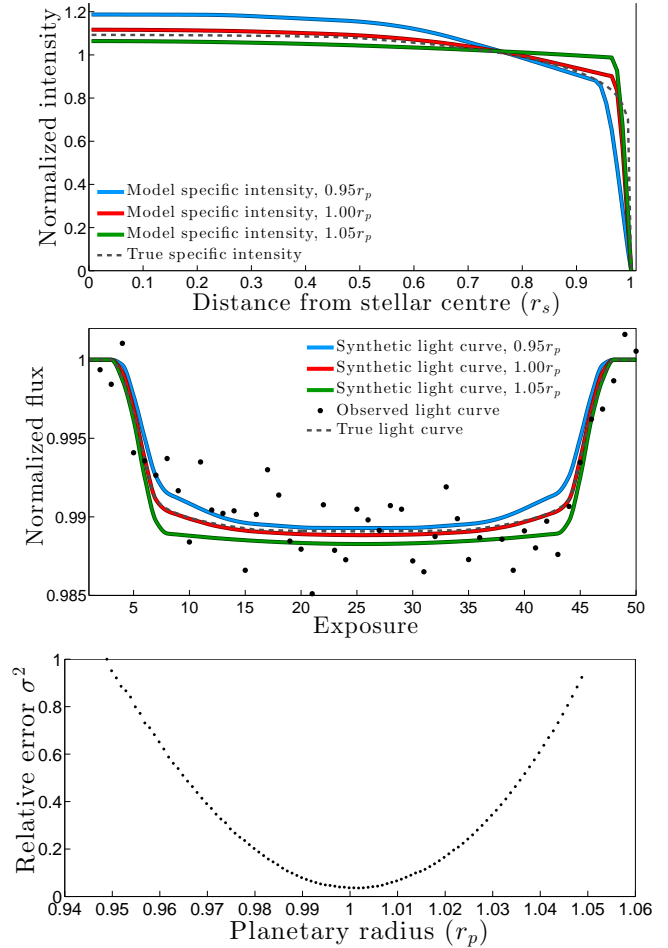 1.2
1
0.8
0.6
0.4
0.2
0
Normalized intensity
Model specific intensity, 0.95r_p
Model specific intensity, 1.00r_p
Model specific intensity, 1.05r_p
True specific intensity
0 0.1 0.2 0.3 0.4 0.5 0.6 0.7 0.8 0.9 1
Distance from stellar centre (r_s)
1
0.995
0.99
0.985
Normalized flux
Synthetic light curve, 0.95r_p
Synthetic light curve, 1.00r_p
Synthetic light curve, 1.05r_p
Observed light curve
True light curve
5 10 15 20 25 30 35 40 45 50
Exposure
1
0.8
0.6
0.4
0.2
0
Relative error σ²
0.94 0.95 0.96 0.97 0.98 0.99 1 1.01 1.02 1.03 1.04 1.05 1.06
Planetary radius (r_p)